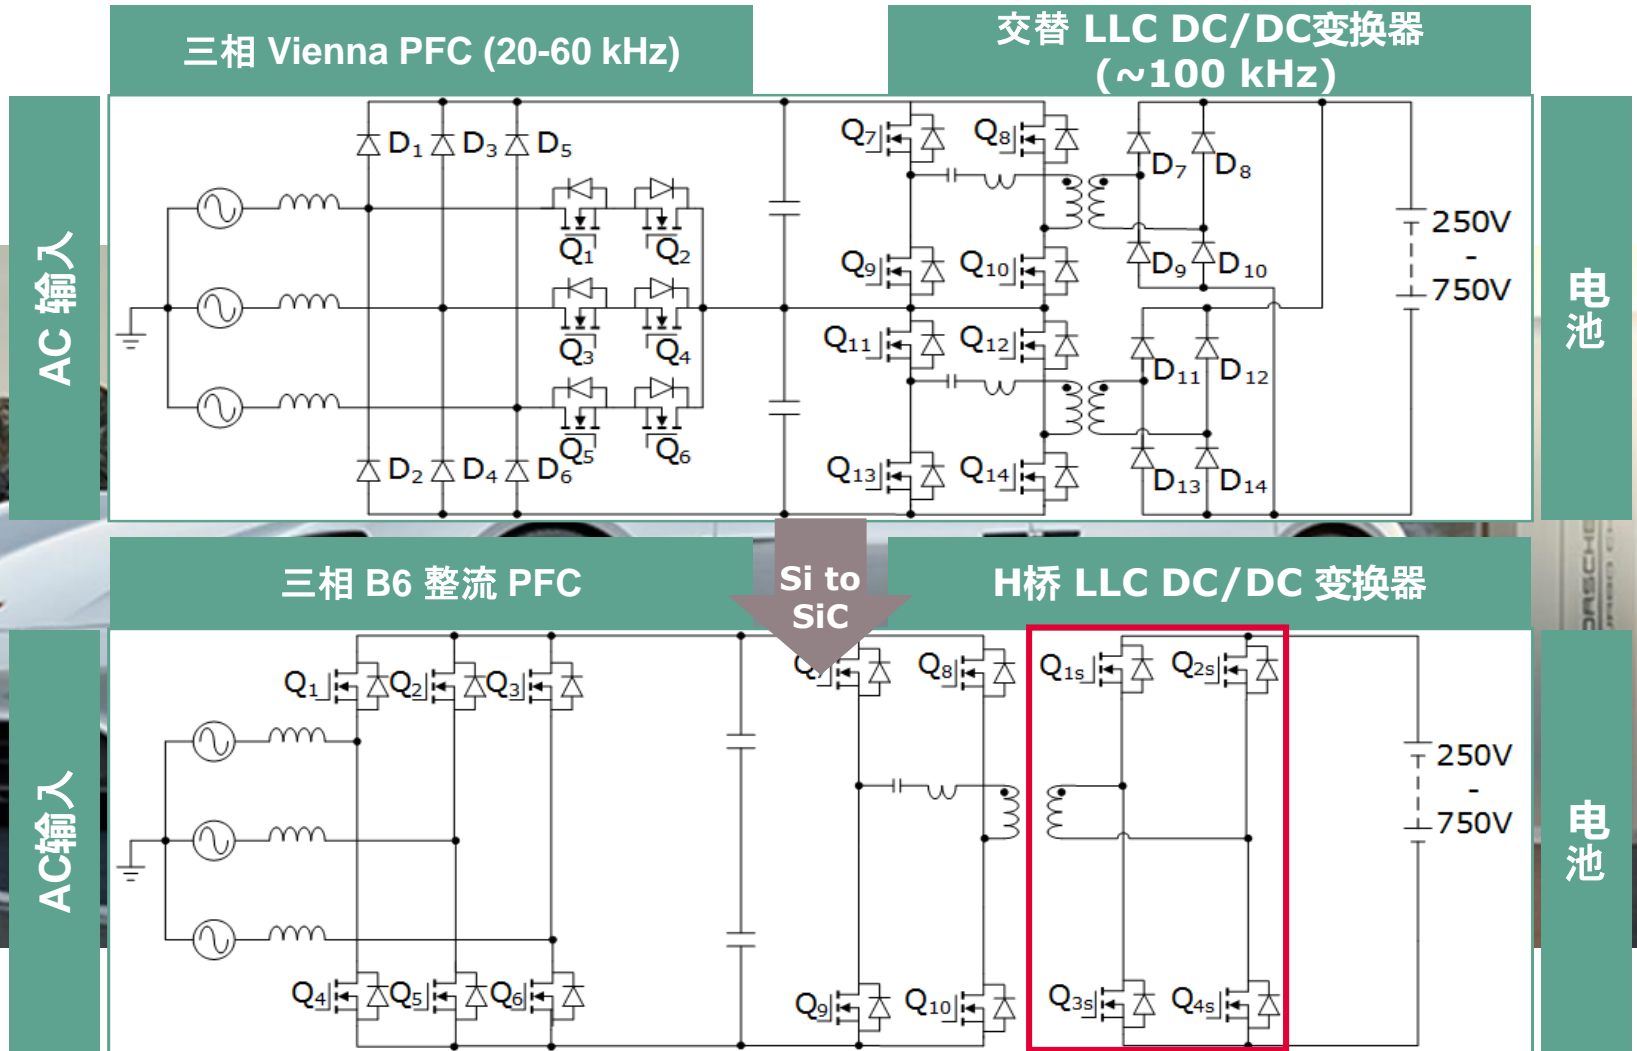 三相 Vienna PFC (20-60 kHz)
交替 LLC DC/DC变换器
(~100 kHz)
AC 输入
D1 D3 D5
Q1 Q2
Q3 Q4
Q5 Q6
D2 D4 D6
Q7 Q8
Q9 Q10
Q11 Q12
Q13 Q14
D7 D8
D9 D10
D11 D12
D13 D14
250V
-
750V
电
池
Si to
SiC
三相 B6 整流 PFC
H桥 LLC DC/DC 变换器
AC输入
Q1 Q2 Q3
Q4 Q5 Q6
Q8
Q9 Q10
Q1s Q2s
Q3s Q4s
250V
-
750V
电
池